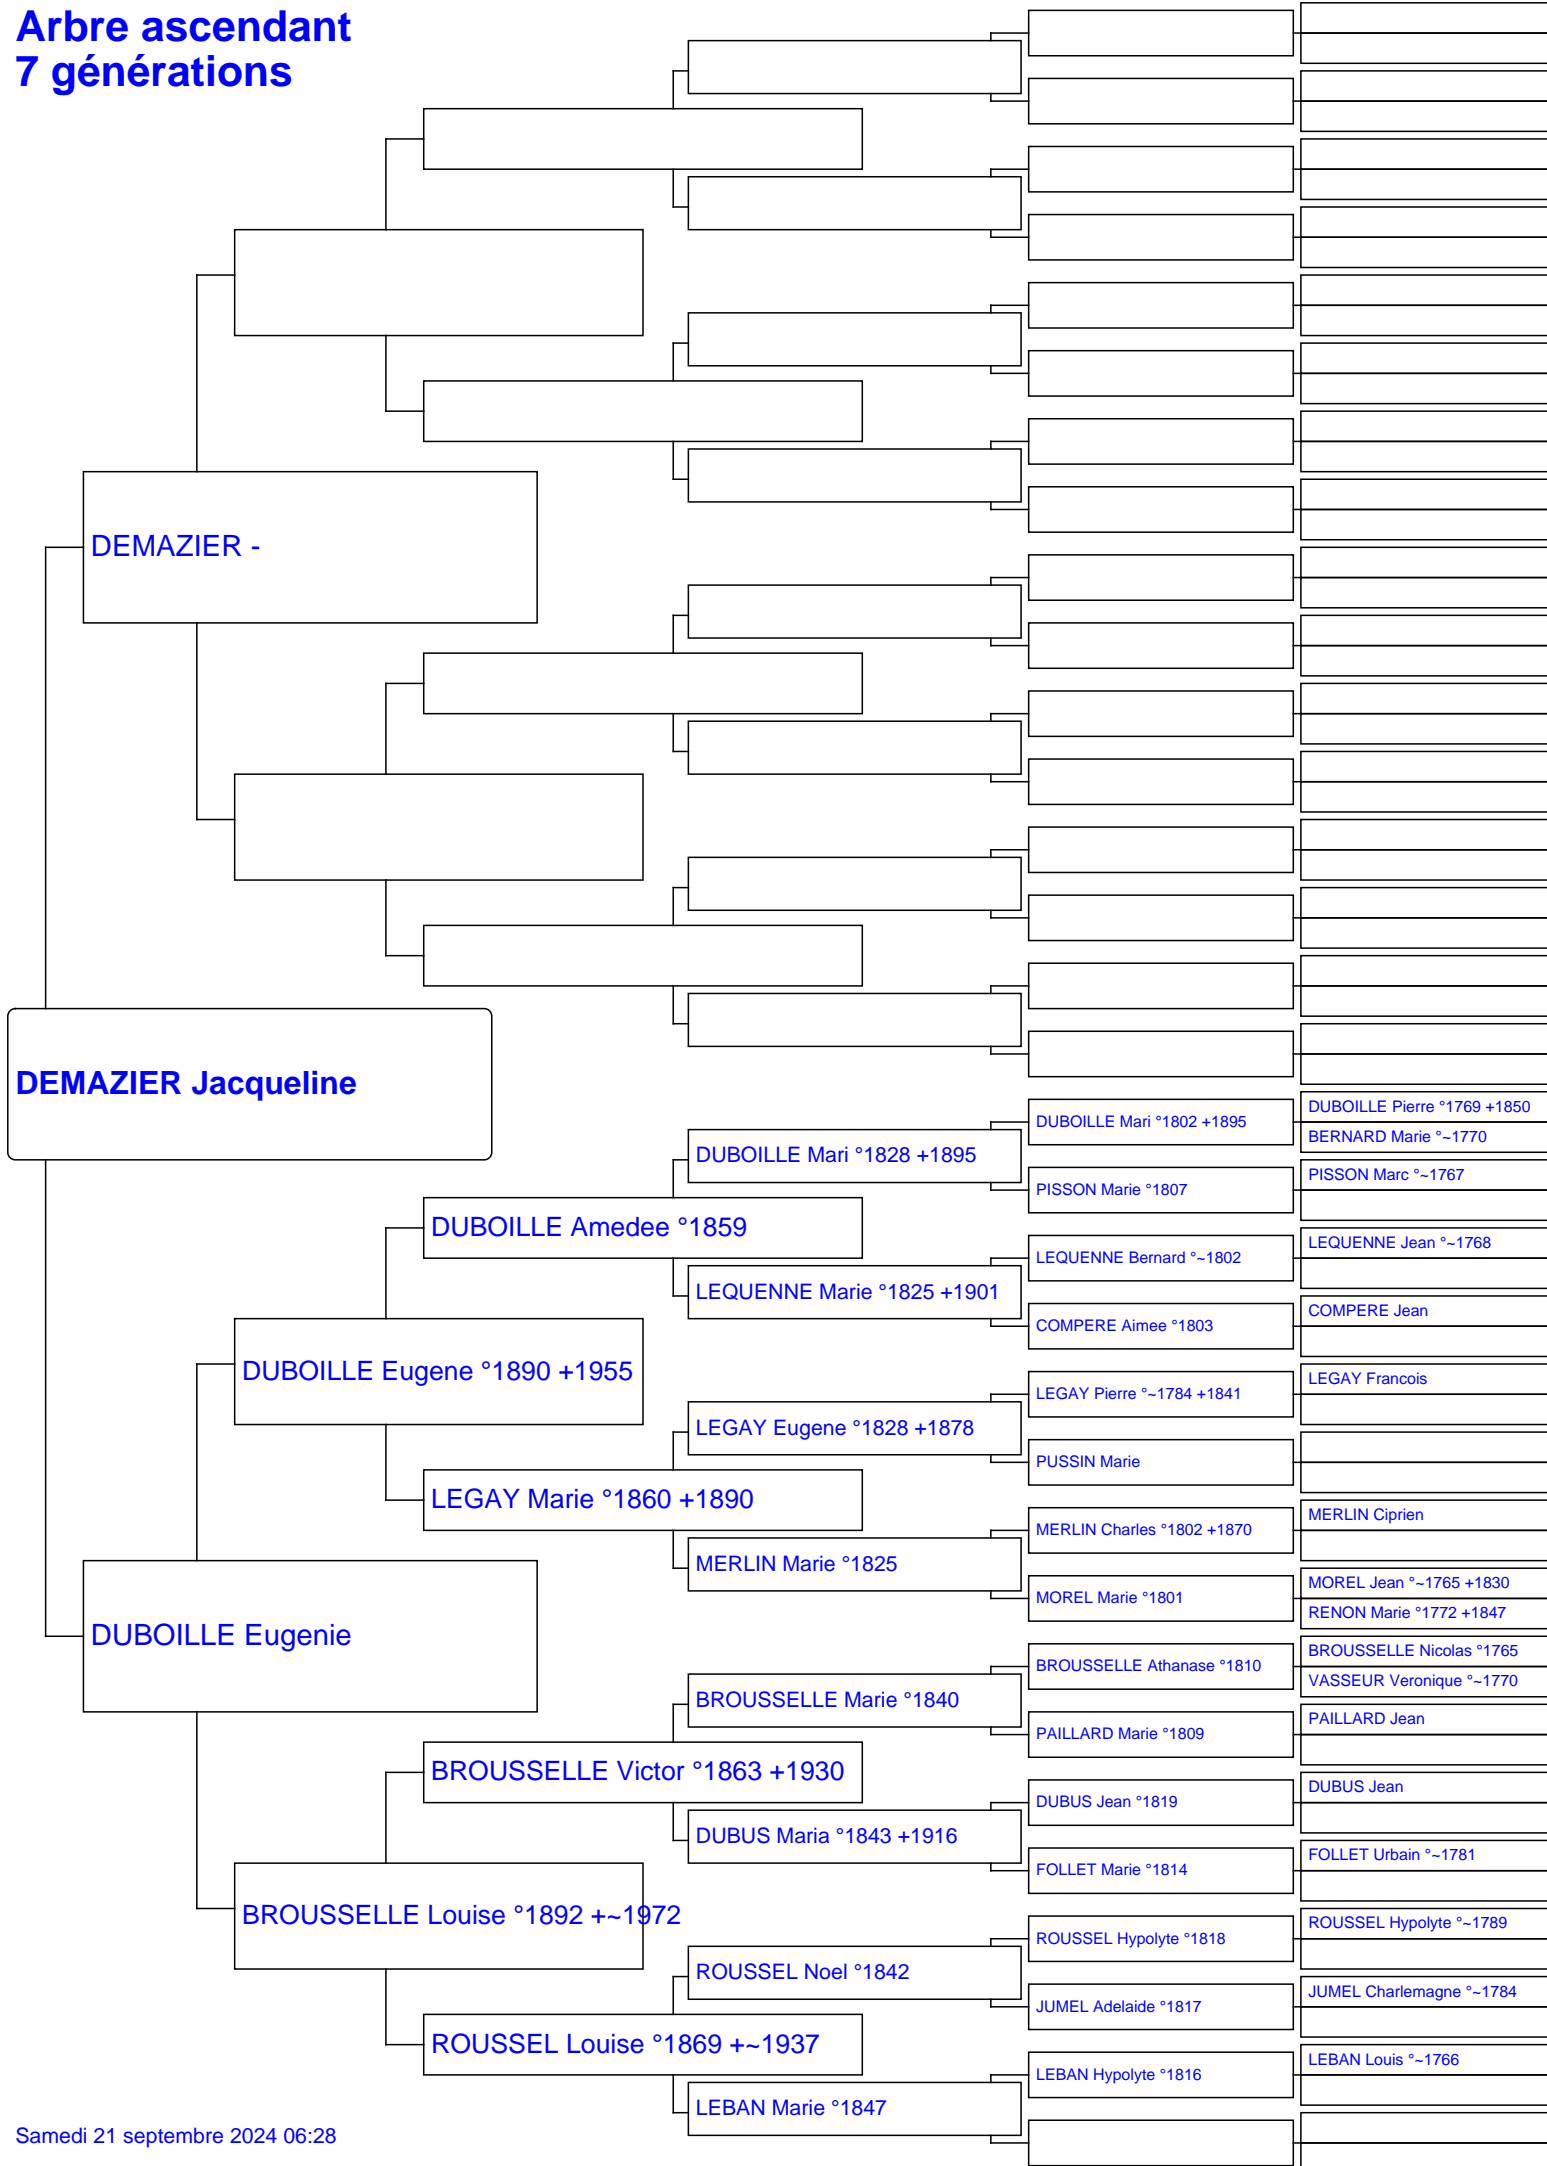 Arbre ascendant
7 générations
DEMAZIER -
DEMAZIER Jacqueline
DUBOILLE Pierre °1769 +1850
DUBOILLE Mari °1802 +1895
BERNARD Marie °~1770
DUBOILLE Mari °1828 +1895
PISSON Marc °~1767
PISSON Marie °1807
DUBOILLE Amedee °1859
LEQUENNE Jean °~1768
LEQUENNE Bernard °~1802
LEQUENNE Marie °1825 +1901
COMPERE Jean
COMPERE Aimee °1803
DUBOILLE Eugene °1890 +1955
LEGAY Francois
LEGAY Pierre °~1784 +1841
LEGAY Eugene °1828 +1878
PUSSIN Marie
LEGAY Marie °1860 +1890
MERLIN Ciprien
MERLIN Charles °1802 +1870
MERLIN Marie °1825
MOREL Jean °~1765 +1830
MOREL Marie °1801
RENON Marie °1772 +1847
DUBOILLE Eugenie
BROUSSELLE Nicolas °1765
BROUSSELLE Athanase °1810
VASSEUR Veronique °~1770
BROUSSELLE Marie °1840
PAILLARD Jean
PAILLARD Marie °1809
BROUSSELLE Victor °1863 +1930
DUBUS Jean
DUBUS Jean °1819
DUBUS Maria °1843 +1916
FOLLET Urbain °~1781
FOLLET Marie °1814
BROUSSELLE Louise °1892 +~1972
ROUSSEL Hypolyte °~1789
ROUSSEL Hypolyte °1818
ROUSSEL Noel °1842
JUMEL Charlemagne °~1784
JUMEL Adelaide °1817
ROUSSEL Louise °1869 +~1937
LEBAN Louis °~1766
LEBAN Hypolyte °1816
LEBAN Marie °1847
Samedi 21 septembre 2024 06:28